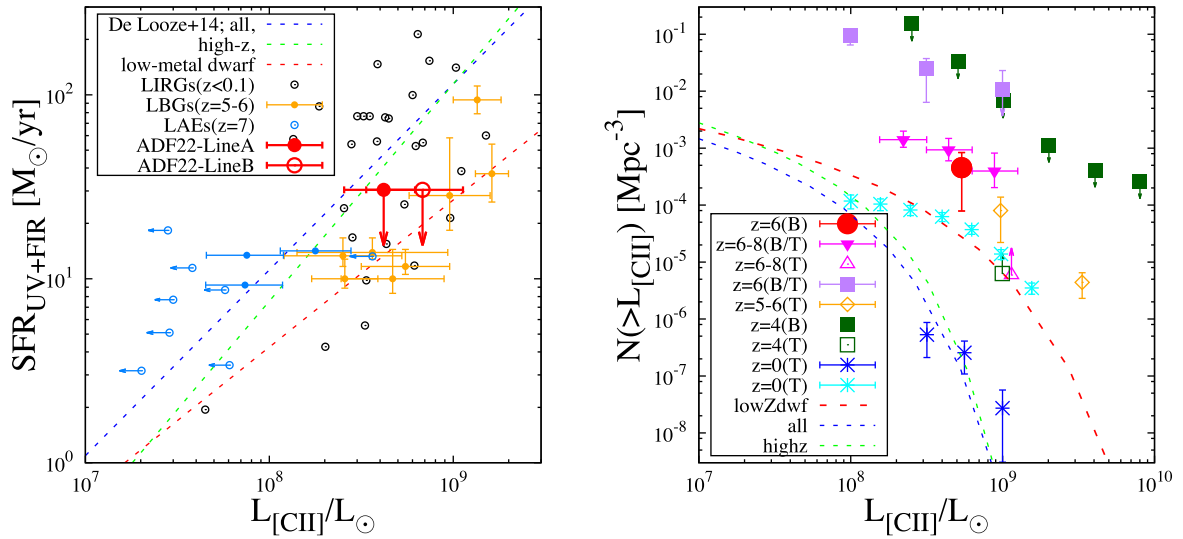 De Looze+14; all,
high-z,
low-metal dwarf
LIRGs(z<0.1)
LBGs(z=5-6)
LAEs(z=7)
ADF22-LineA
ADF22-LineB
SFR_UV+FIR [M_⊙/yr]
10^2
10^1
10^0
10^7
10^8
10^9
L_[CII]/L_⊙
N(>L_[CII]) [Mpc^-3]
10^-1
10^-2
10^-3
10^-4
10^-5
10^-6
10^-7
10^-8
z=6(B)
z=6-8(B/T)
z=6-8(T)
z=6(B/T)
z=5-6(T)
z=4(B)
z=4(T)
z=0(T)
z=0(T)
lowZdwf
all
highz
10^7
10^8
10^9
10^10
L_[CII]/L_⊙